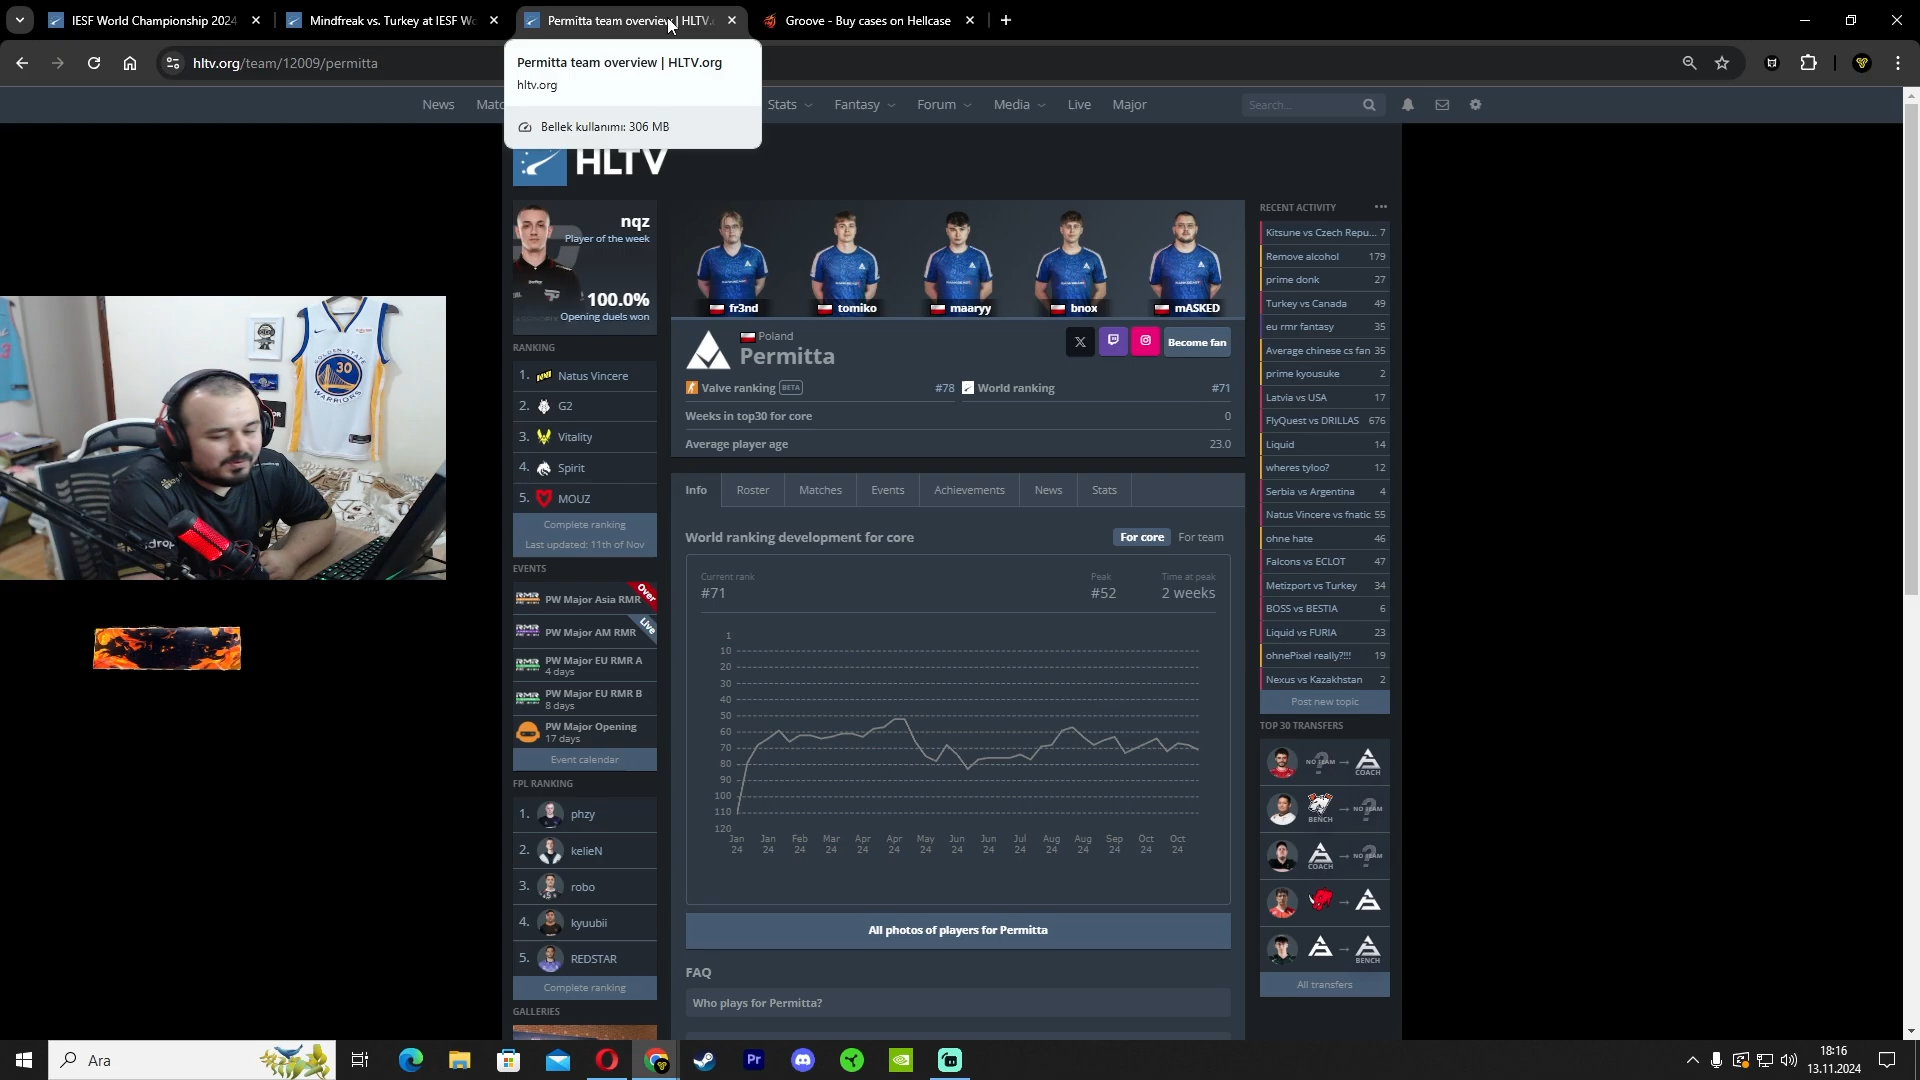 IESF World Championship 2024
Mindfreak vs. Turkey at IESF Wo
Permitta team overview | HLTV.
Groove - Buy cases on Hellcase
hltv.org/team/12009/permitta
Permitta team overview | HLTV.org
hltv.org
Bellek kullanımı: 306 MB
News
Matc
Stats
Fantasy
Forum
Media
Live
Major
Search...
HLTV
nqz
Player of the week
100.0%
Opening duels won
RANKING
1. Natus Vincere
2. G2
3. Vitality
4. Spirit
5. MOUZ
Complete ranking
Last updated: 11th of Nov
EVENTS
PW Major Asia RMR
Over
PW Major AM RMR
Live
PW Major EU RMR A
4 days
PW Major EU RMR B
8 days
PW Major Opening
17 days
Event calendar
FPL RANKING
1. phzy
2. kelieN
3. robo
4. kyuubii
5. REDSTAR
Complete ranking
GALLERIES
fr3nd
tomiko
maaryy
bnox
mASKED
Poland
Permitta
Become fan
Valve ranking BETA #78
World ranking #71
Weeks in top30 for core 0
Average player age 23.0
Info
Roster
Matches
Events
Achievements
News
Stats
World ranking development for core
For core
For team
Current rank
#71
Peak
#52
Time at peak
2 weeks
1
10
20
30
40
50
60
70
80
90
100
110
120
Jan Jan Feb Mar Apr Apr May Jun Jun Jul Aug Aug Sep Oct Oct
24 24 24 24 24 24 24 24 24 24 24 24 24 24 24
All photos of players for Permitta
FAQ
Who plays for Permitta?
RECENT ACTIVITY
Kitsune vs Czech Repu... 7
Remove alcohol 179
prime donk 27
Turkey vs Canada 49
eu rmr fantasy 35
Average chinese cs fan 35
prime kyousuke 2
Latvia vs USA 17
FlyQuest vs DRILLAS 676
Liquid 14
wheres tyloo? 12
Serbia vs Argentina 4
Natus Vincere vs fnatic 55
ohne hate 46
Falcons vs ECLOT 47
Metizport vs Turkey 34
BOSS vs BESTIA 6
Liquid vs FURIA 23
ohnePixel really?!!! 19
Nexus vs Kazakhstan 2
Post new topic
TOP 30 TRANSFERS
NO TEAM
COACH
BENCH
NO TEAM
COACH
NO TEAM
BENCH
All transfers
GOLDEN STATE
30
WARRIORS
drop
Ara
Pr
18:16
13.11.2024